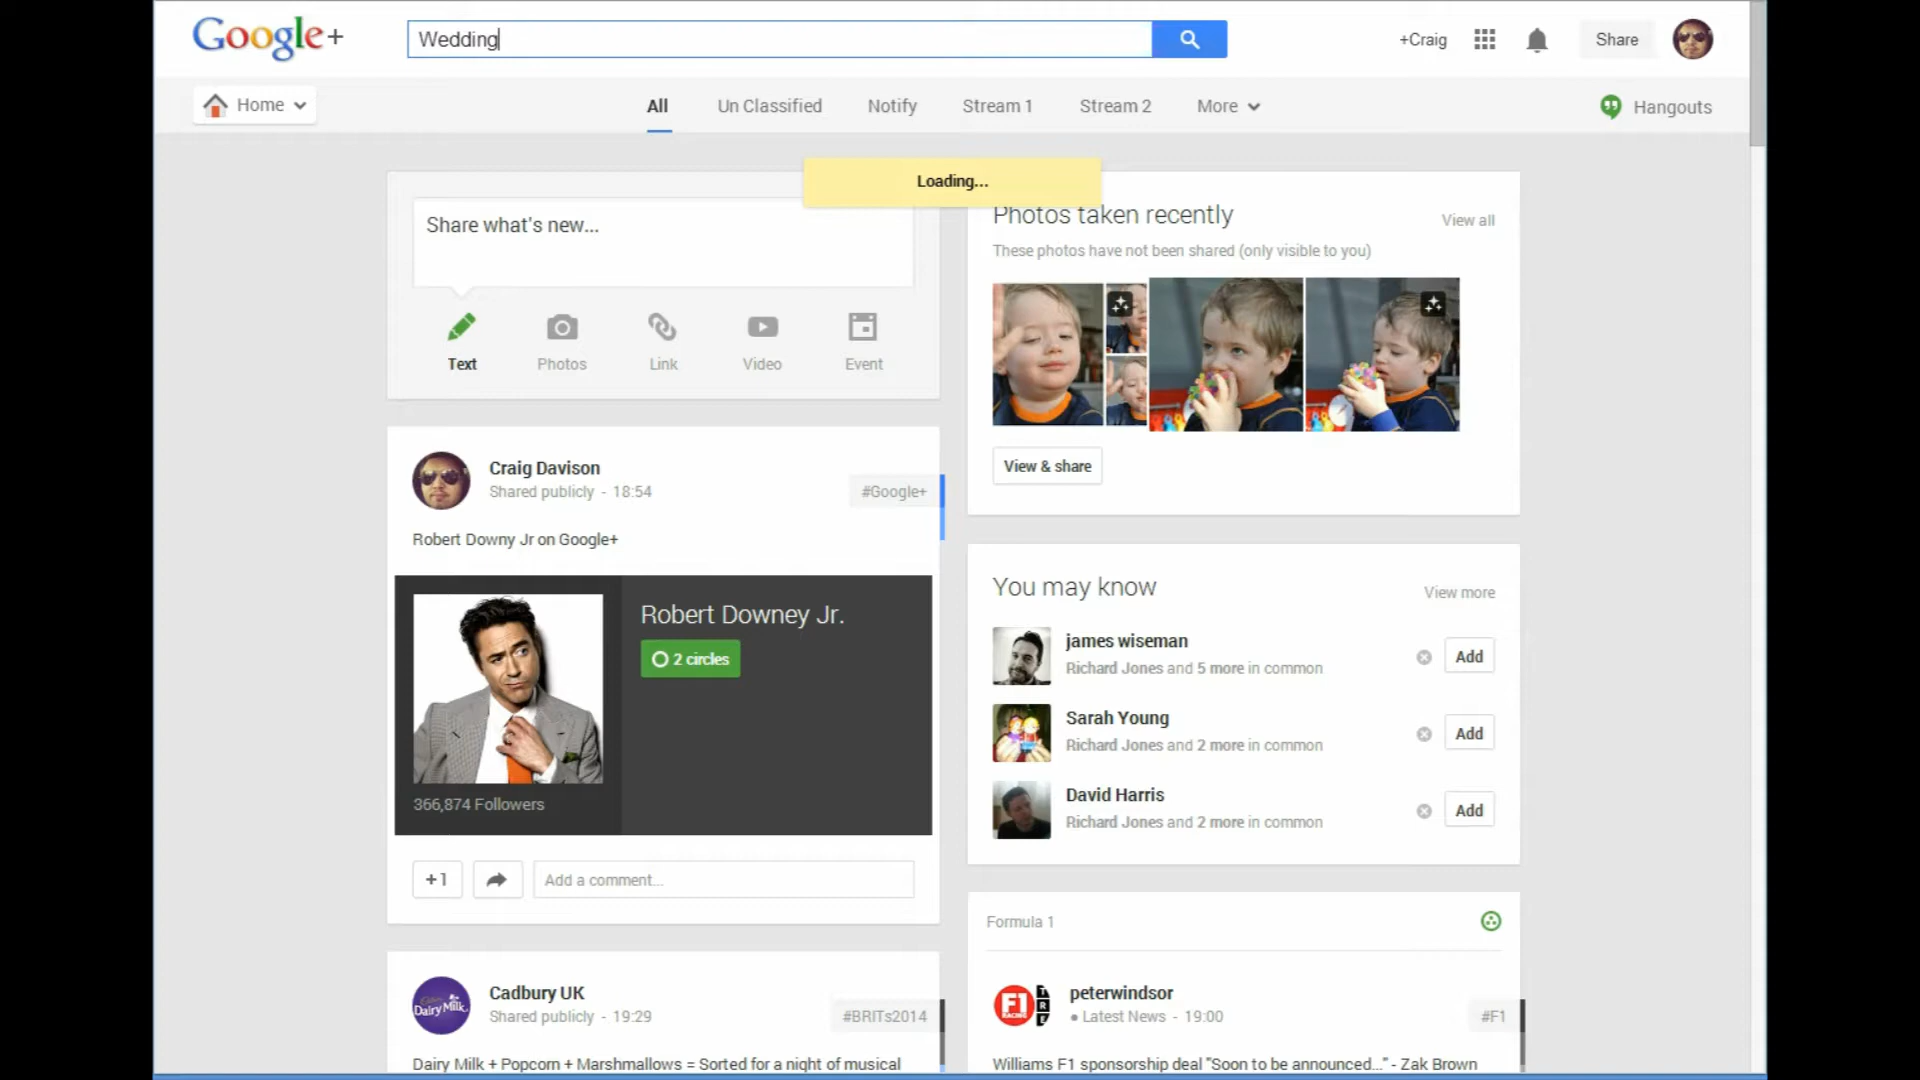 Google+
Wedding
+Craig
Share
Home
All
Un Classified
Notify
Stream 1
Stream 2
More
Hangouts
Loading...
Share what's new...
Text
Photos
Link
Video
Event
Photos taken recently
View all
These photos have not been shared (only visible to you)
View & share
Craig Davison
Shared publicly - 18:54
#Google+
Robert Downy Jr on Google+
Robert Downey Jr.
2 circles
366,874 Followers
+1
Add a comment...
You may know
View more
james wiseman
Richard Jones and 5 more in common
Add
Sarah Young
Richard Jones and 2 more in common
Add
David Harris
Richard Jones and 2 more in common
Add
Cadbury UK
Shared publicly - 19:29
#BRITs2014
Dairy Milk
Dairy Milk + Popcorn + Marshmallows = Sorted for a night of musical
Formula 1
F1
RACING
peterwindsor
Latest News - 19:00
#F1
Williams F1 sponsorship deal "Soon to be announced..." - Zak Brown